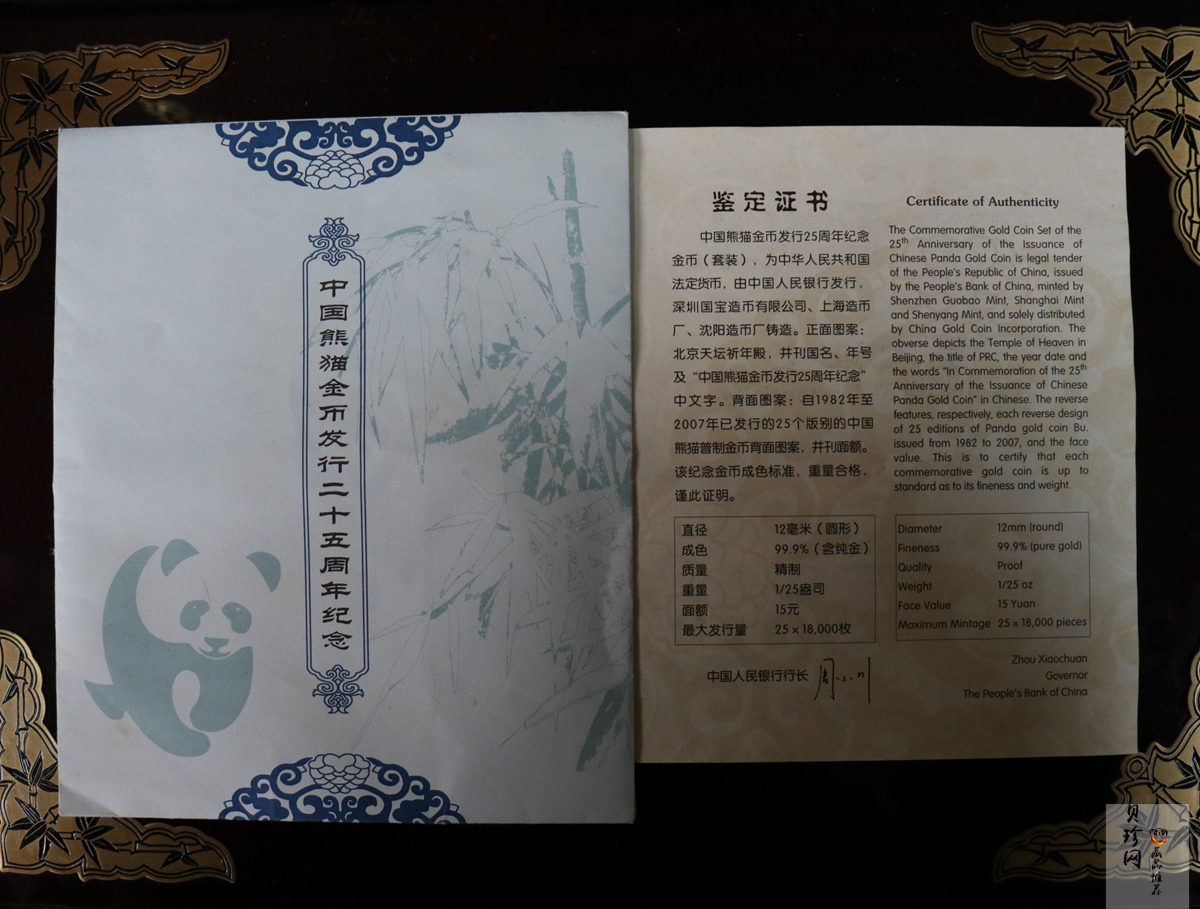 中国熊猫金币发行二十五周年纪念
鉴定证书
中国熊猫金币发行25周年纪念
金币（套装），为中华人民共和国
法定货币，由中国人民银行发行，
深圳国宝造币有限公司、上海造币
厂、沈阳造币厂铸造。正面图案：
北京天坛祈年殿，并刊国名、年号
及“中国熊猫金币发行25周年纪念”
中文字。背面图案：自1982年至
2007年已发行的25个版别的中国
熊猫普制金币背面图案，并刊面额。
该纪念金币成色标准，重量合格，
谨此证明。
直径 12毫米（圆形）
成色 99.9%（含纯金）
质量 精制
重量 1/25盎司
面额 15元
最大发行量 25×18,000枚
中国人民银行行长
Certificate of Authenticity
The Commemorative Gold Coin Set of the
25th Anniversary of the Issuance of
Chinese Panda Gold Coin is legal tender
of the People's Republic of China, issued
by the People's Bank of China, minted by
Shenzhen Guobao Mint, Shanghai Mint
and Shenyang Mint, and solely distributed
by China Gold Coin Incorporation. The
obverse depicts the Temple of Heaven in
Beijing, the title of PRC, the year date and
the words "In Commemoration of the 25th
Anniversary of the Issuance of Chinese
Panda Gold Coin" in Chinese. The reverse
features, respectively, each reverse design
of 25 editions of Panda gold coin Bu.
issued from 1982 to 2007, and the face
value. This is to certify that each
commemorative gold coin is up to
standard as to its fineness and weight.
Diameter 12mm (round)
Fineness 99.9% (pure gold)
Quality Proof
Weight 1/25 oz
Face Value 15 Yuan
Maximum Mintage 25×18,000 pieces
Zhou Xiaochuan
Governor
The People's Bank of China
贝珍网
藏品推荐